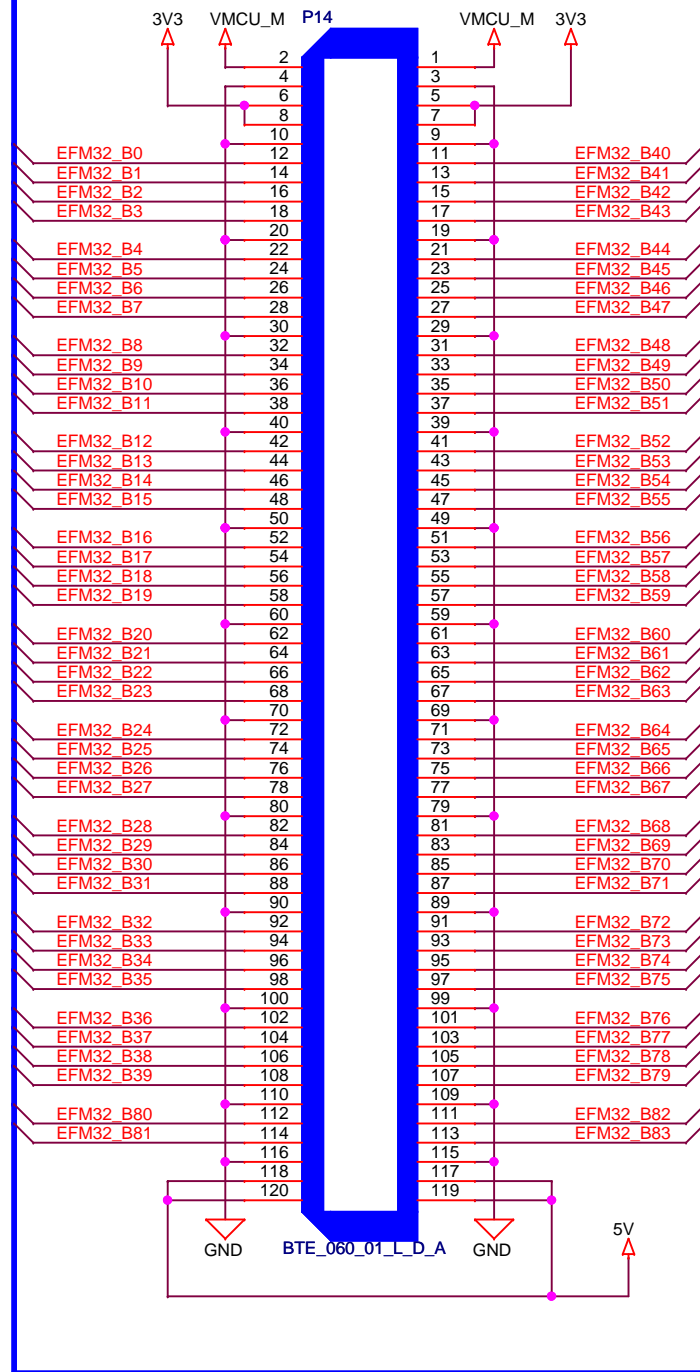 3V3 VMCU_M P14 VMCU_M 3V3
2 1
4 3
6 5
8 7
10 9
EFM32_B0 12 11 EFM32_B40
EFM32_B1 14 13 EFM32_B41
EFM32_B2 16 15 EFM32_B42
EFM32_B3 18 17 EFM32_B43
20 19
EFM32_B4 22 21 EFM32_B44
EFM32_B5 24 23 EFM32_B45
EFM32_B6 26 25 EFM32_B46
EFM32_B7 28 27 EFM32_B47
30 29
EFM32_B8 32 31 EFM32_B48
EFM32_B9 34 33 EFM32_B49
EFM32_B10 36 35 EFM32_B50
EFM32_B11 38 37 EFM32_B51
40 39
EFM32_B12 42 41 EFM32_B52
EFM32_B13 44 43 EFM32_B53
EFM32_B14 46 45 EFM32_B54
EFM32_B15 48 47 EFM32_B55
50 49
EFM32_B16 52 51 EFM32_B56
EFM32_B17 54 53 EFM32_B57
EFM32_B18 56 55 EFM32_B58
EFM32_B19 58 57 EFM32_B59
60 59
EFM32_B20 62 61 EFM32_B60
EFM32_B21 64 63 EFM32_B61
EFM32_B22 66 65 EFM32_B62
EFM32_B23 68 67 EFM32_B63
70 69
EFM32_B24 72 71 EFM32_B64
EFM32_B25 74 73 EFM32_B65
EFM32_B26 76 75 EFM32_B66
EFM32_B27 78 77 EFM32_B67
80 79
EFM32_B28 82 81 EFM32_B68
EFM32_B29 84 83 EFM32_B69
EFM32_B30 86 85 EFM32_B70
EFM32_B31 88 87 EFM32_B71
90 89
EFM32_B32 92 91 EFM32_B72
EFM32_B33 94 93 EFM32_B73
EFM32_B34 96 95 EFM32_B74
EFM32_B35 98 97 EFM32_B75
100 99
EFM32_B36 102 101 EFM32_B76
EFM32_B37 104 103 EFM32_B77
EFM32_B38 106 105 EFM32_B78
EFM32_B39 108 107 EFM32_B79
110 109
EFM32_B80 112 111 EFM32_B82
EFM32_B81 114 113 EFM32_B83
116 115
118 117
120 119
5V
GND BTE_060_01_L_D_A GND